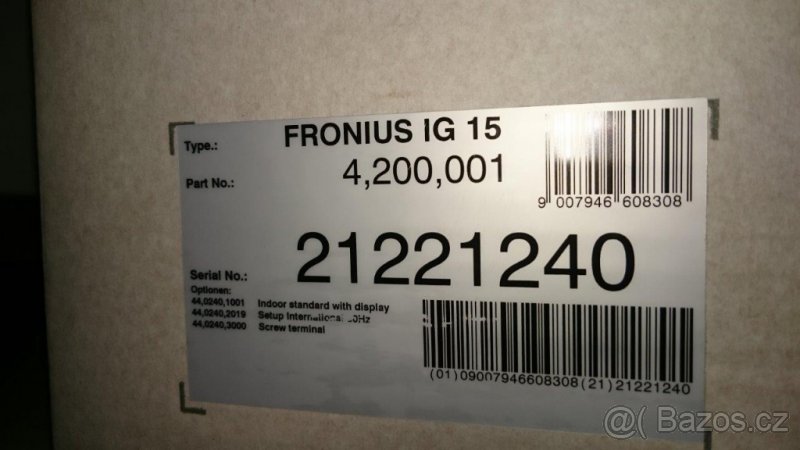 Type.: FRONIUS IG 15
Part No.: 4,200,001
9 007946 608308
Serial No.: 21221240
Optionen:
44,0240,1001 Indoor standard with display
44,0240,2019 Setup International
44,0240,3000 Screw terminal
(01)09007946608308(21)21221240
@ Bazos.cz